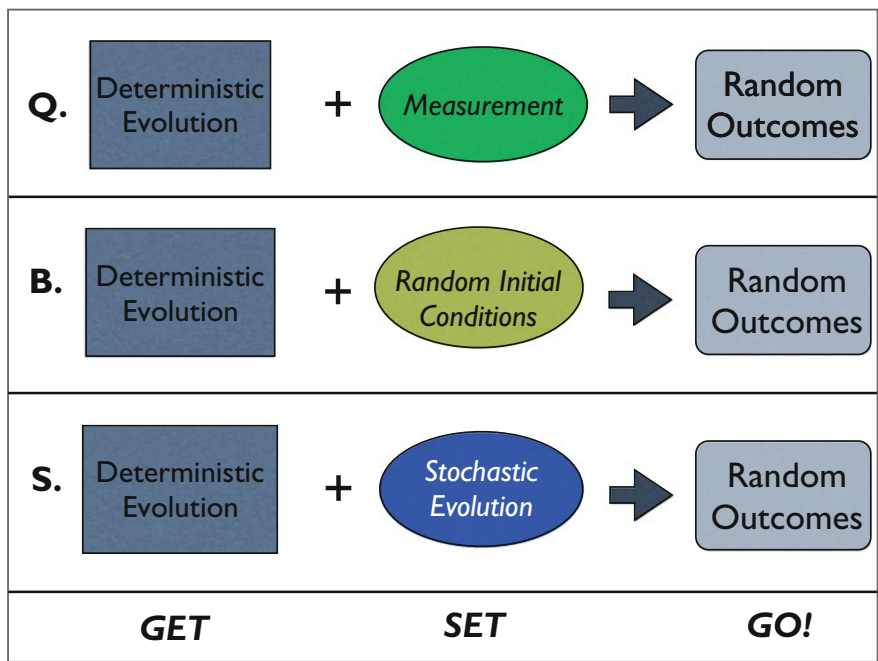 Q.
Deterministic
Evolution
+
Measurement
Random
Outcomes
B.
Deterministic
Evolution
+
Random Initial
Conditions
Random
Outcomes
S.
Deterministic
Evolution
+
Stochastic
Evolution
Random
Outcomes
GET
SET
GO!